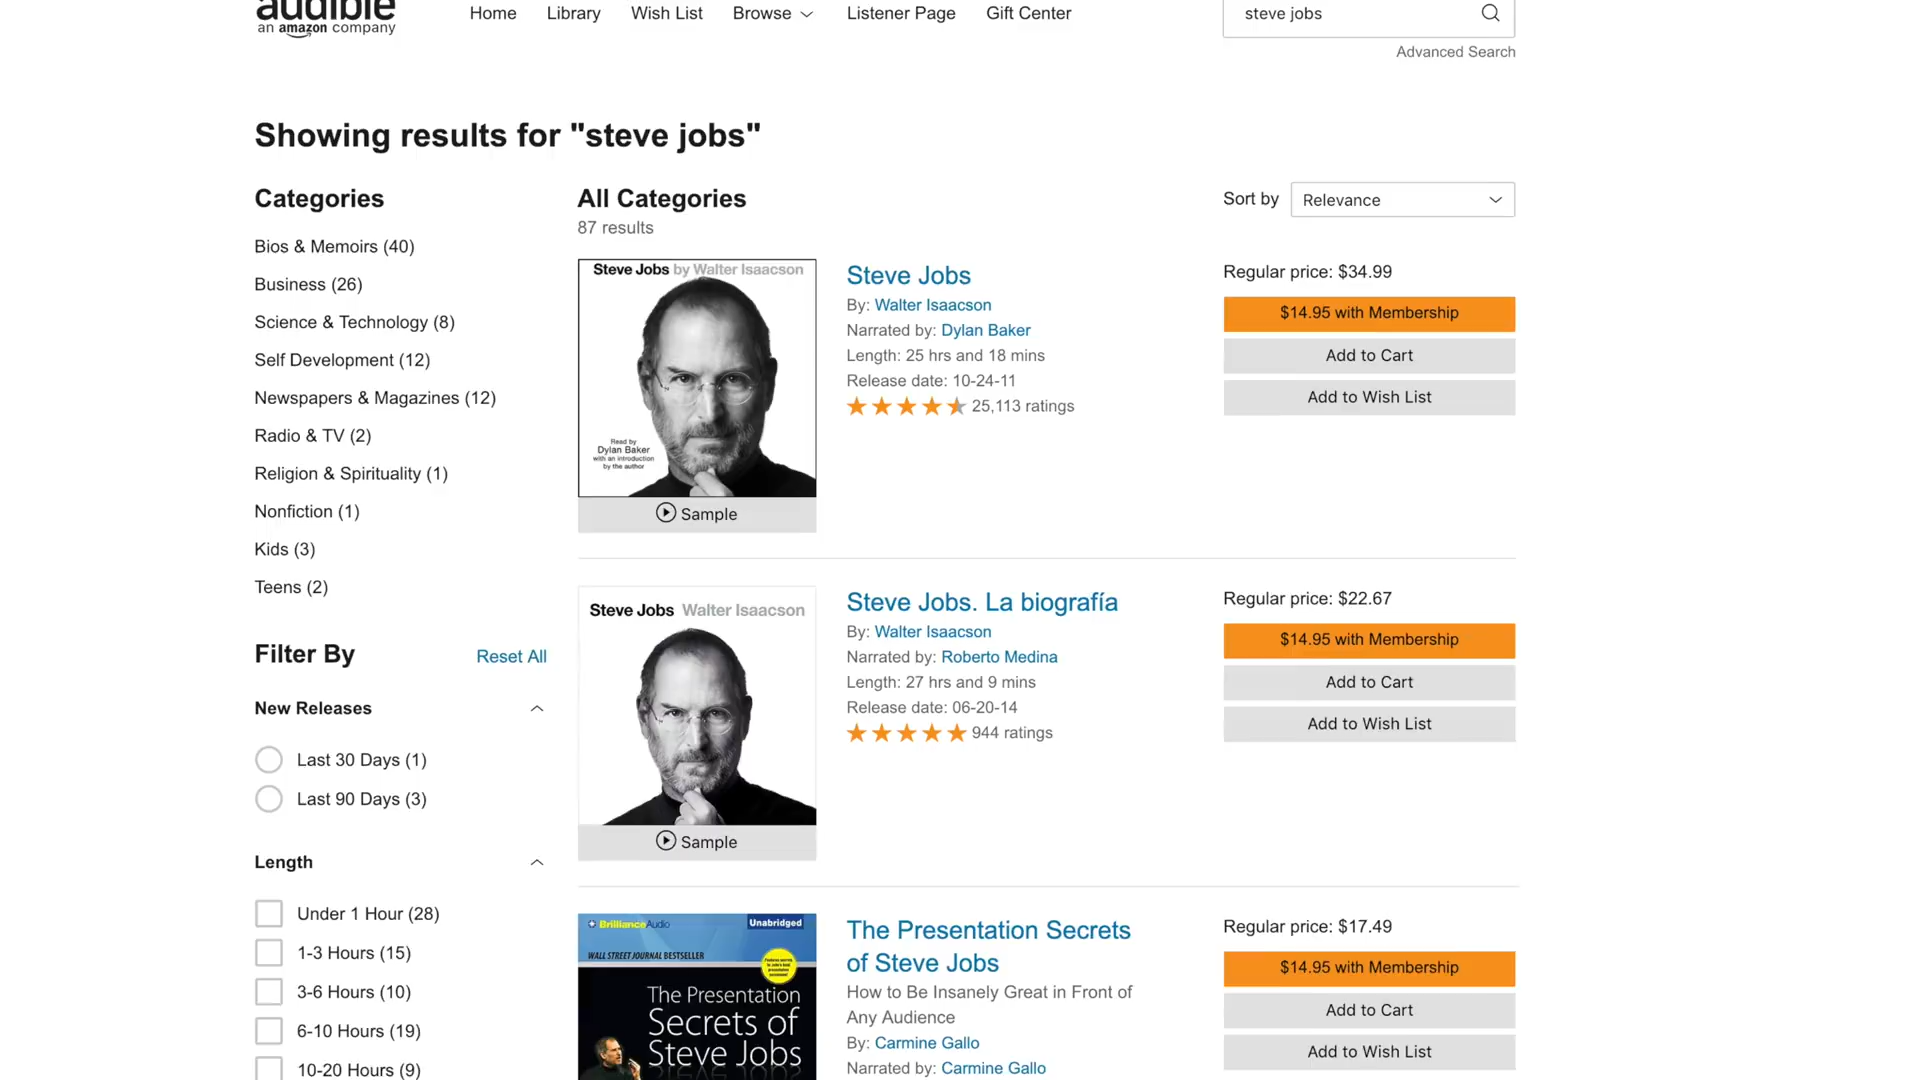 audible
an amazon company
Home Library Wish List Browse Listener Page Gift Center
steve jobs
Advanced Search
Showing results for "steve jobs"
Categories
Bios & Memoirs (40)
Business (26)
Science & Technology (8)
Self Development (12)
Newspapers & Magazines (12)
Radio & TV (2)
Religion & Spirituality (1)
Nonfiction (1)
Kids (3)
Teens (2)
Filter By
Reset All
New Releases
Last 30 Days (1)
Last 90 Days (3)
Length
Under 1 Hour (28)
1-3 Hours (15)
3-6 Hours (10)
6-10 Hours (19)
10-20 Hours (9)
All Categories
87 results
Sort by Relevance
Steve Jobs by Walter Isaacson
Read by
Dylan Baker
with an introduction
by the author
Sample
Steve Jobs
By: Walter Isaacson
Narrated by: Dylan Baker
Length: 25 hrs and 18 mins
Release date: 10-24-11
25,113 ratings
Regular price: $34.99
$14.95 with Membership
Add to Cart
Add to Wish List
Steve Jobs Walter Isaacson
Sample
Steve Jobs. La biografía
By: Walter Isaacson
Narrated by: Roberto Medina
Length: 27 hrs and 9 mins
Release date: 06-20-14
944 ratings
Regular price: $22.67
$14.95 with Membership
Add to Cart
Add to Wish List
BrillianceAudio
Unabridged
WALL STREET JOURNAL BESTSELLER
The Presentation
Secrets of
Steve Jobs
The Presentation Secrets
of Steve Jobs
How to Be Insanely Great in Front of
Any Audience
By: Carmine Gallo
Narrated by: Carmine Gallo
Regular price: $17.49
$14.95 with Membership
Add to Cart
Add to Wish List